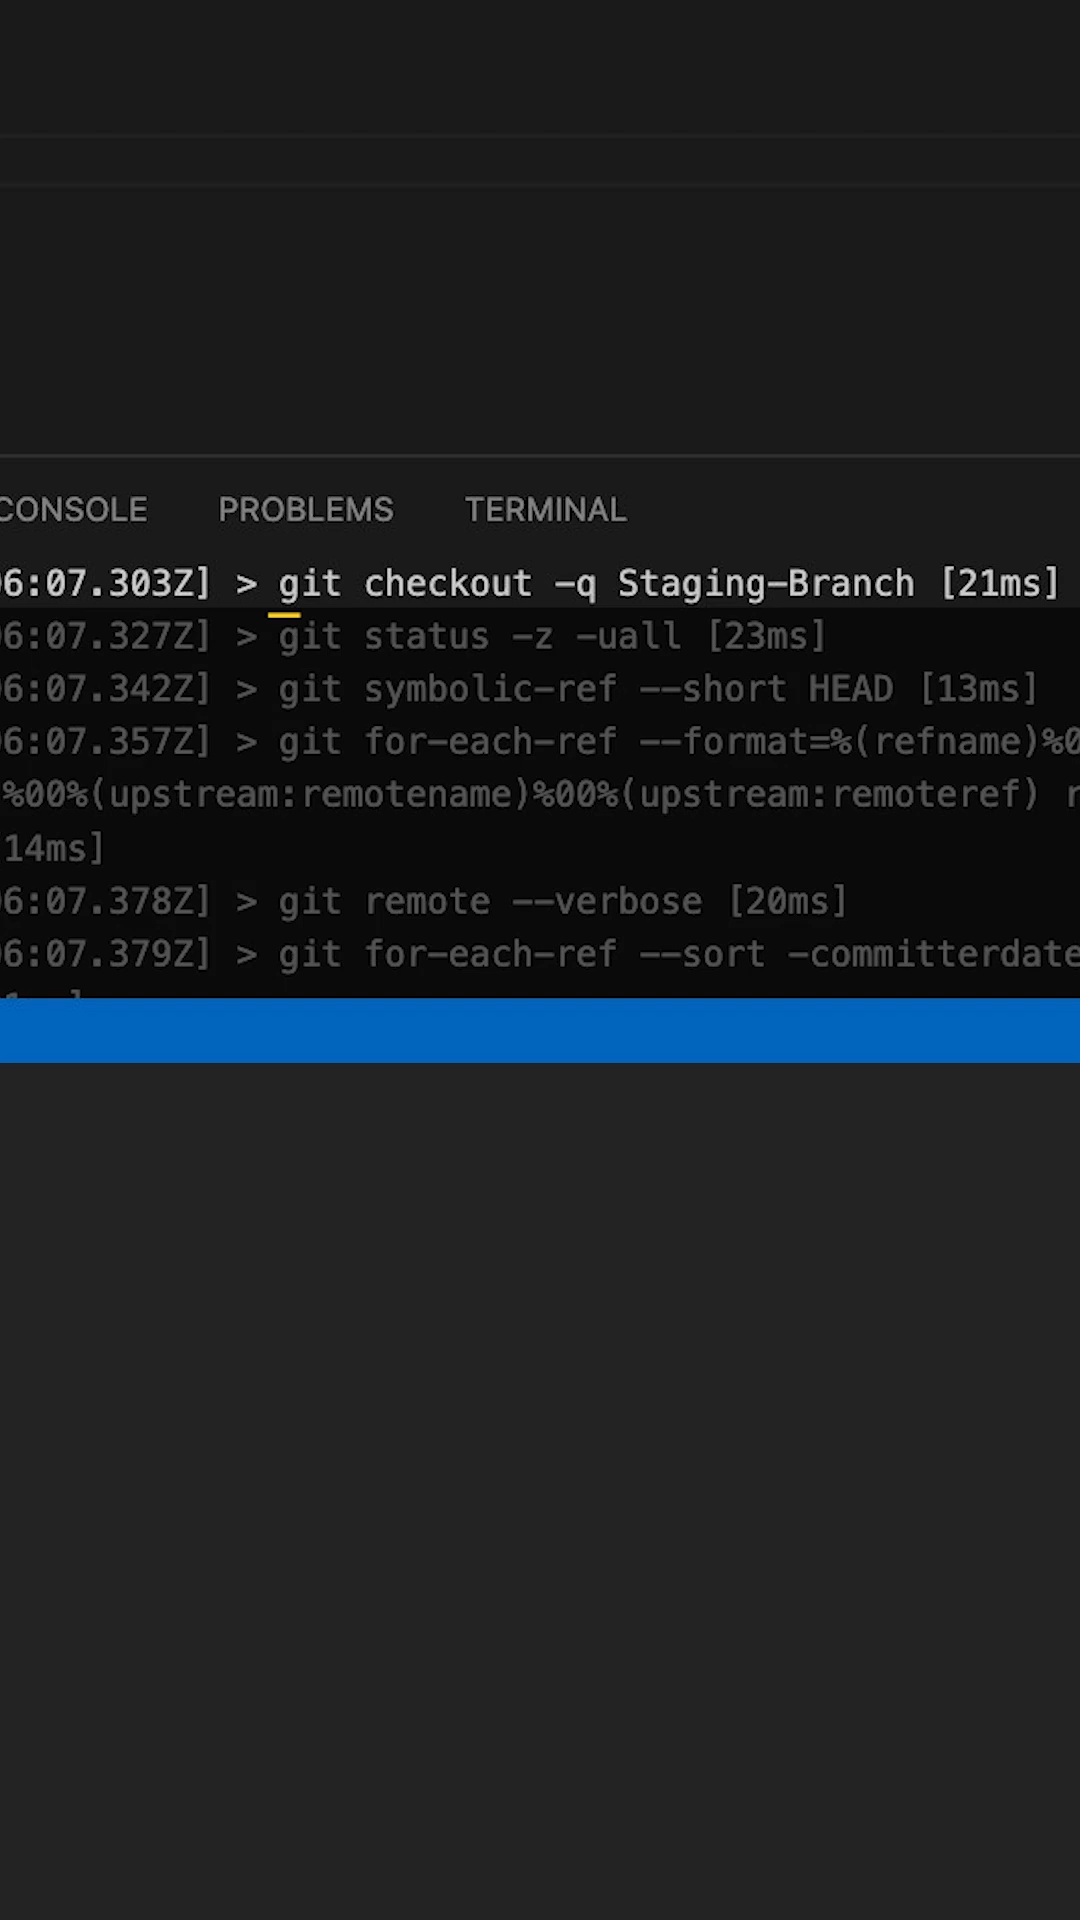 CONSOLE PROBLEMS TERMINAL
6:07.303Z] > git checkout -q Staging-Branch [21ms]
6:07.327Z] > git status -z -uall [23ms]
6:07.342Z] > git symbolic-ref --short HEAD [13ms]
6:07.357Z] > git for-each-ref --format=%(refname)%0
%00%(upstream:remotename)%00%(upstream:remoteref) r
14ms]
6:07.378Z] > git remote --verbose [20ms]
6:07.379Z] > git for-each-ref --sort -committerdate